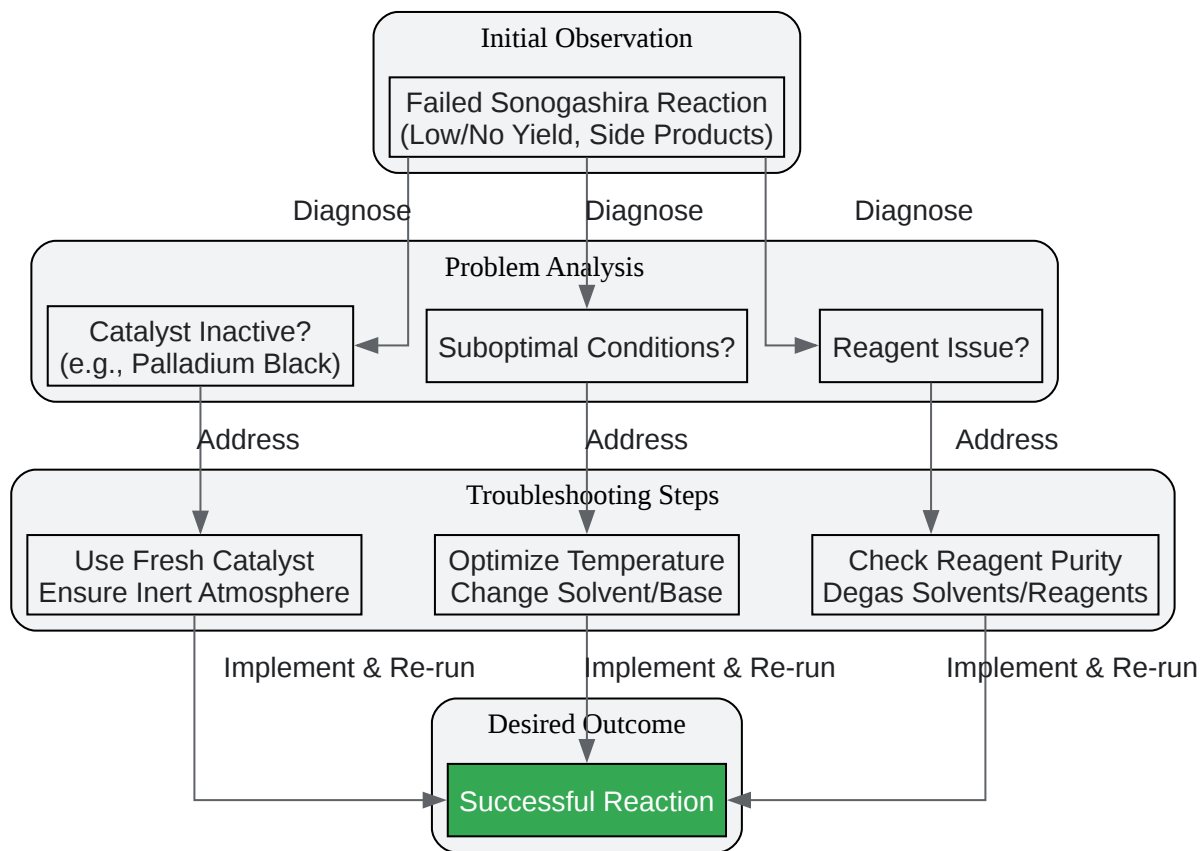 Initial Observation
Failed Sonogashira Reaction
(Low/No Yield, Side Products)
Diagnose
Diagnose
Diagnose
Problem Analysis
Catalyst Inactive?
(e.g., Palladium Black)
Suboptimal Conditions?
Reagent Issue?
Address
Address
Address
Troubleshooting Steps
Use Fresh Catalyst
Ensure Inert Atmosphere
Optimize Temperature
Change Solvent/Base
Check Reagent Purity
Degas Solvents/Reagents
Implement & Re-run
Implement & Re-run
Implement & Re-run
Desired Outcome
Successful Reaction